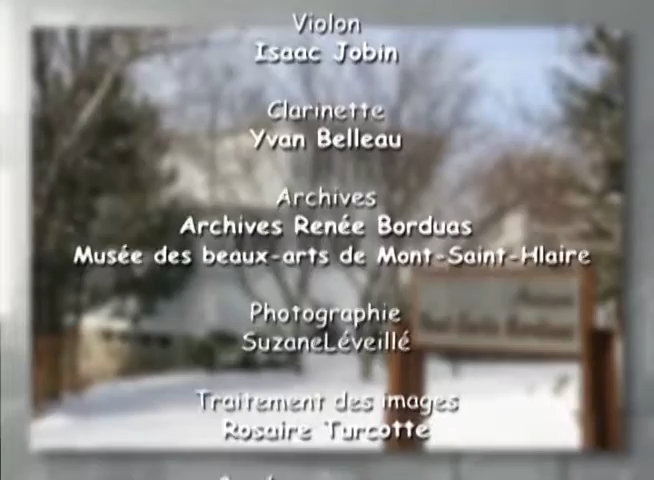 Violon
Isaac Jobin
Clarinette
Yvan Belleau
Archives
Archives Renée Borduas
Musée des beaux-arts de Mont-Saint-Hlaire
Photographie
SuzaneLéveillé
Traitement des images
Rosaire Turcotte